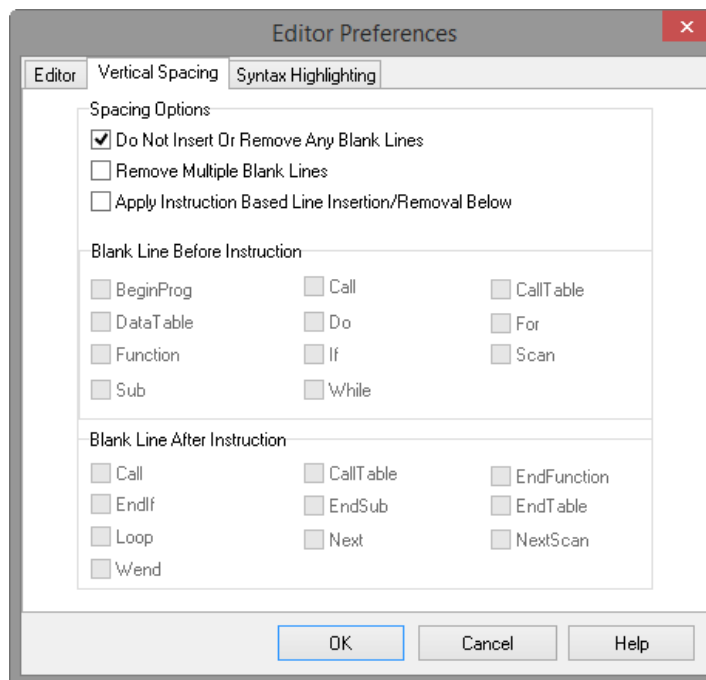 Editor Preferences
Editor Vertical Spacing Syntax Highlighting
Spacing Options
Do Not Insert Or Remove Any Blank Lines
Remove Multiple Blank Lines
Apply Instruction Based Line Insertion/Removal Below
Blank Line Before Instruction
BeginProg Call CallTable
DataTable Do For
Function If Scan
Sub While
Blank Line After Instruction
Call CallTable EndFunction
EndIf EndSub EndTable
Loop Next NextScan
Wend
OK Cancel Help